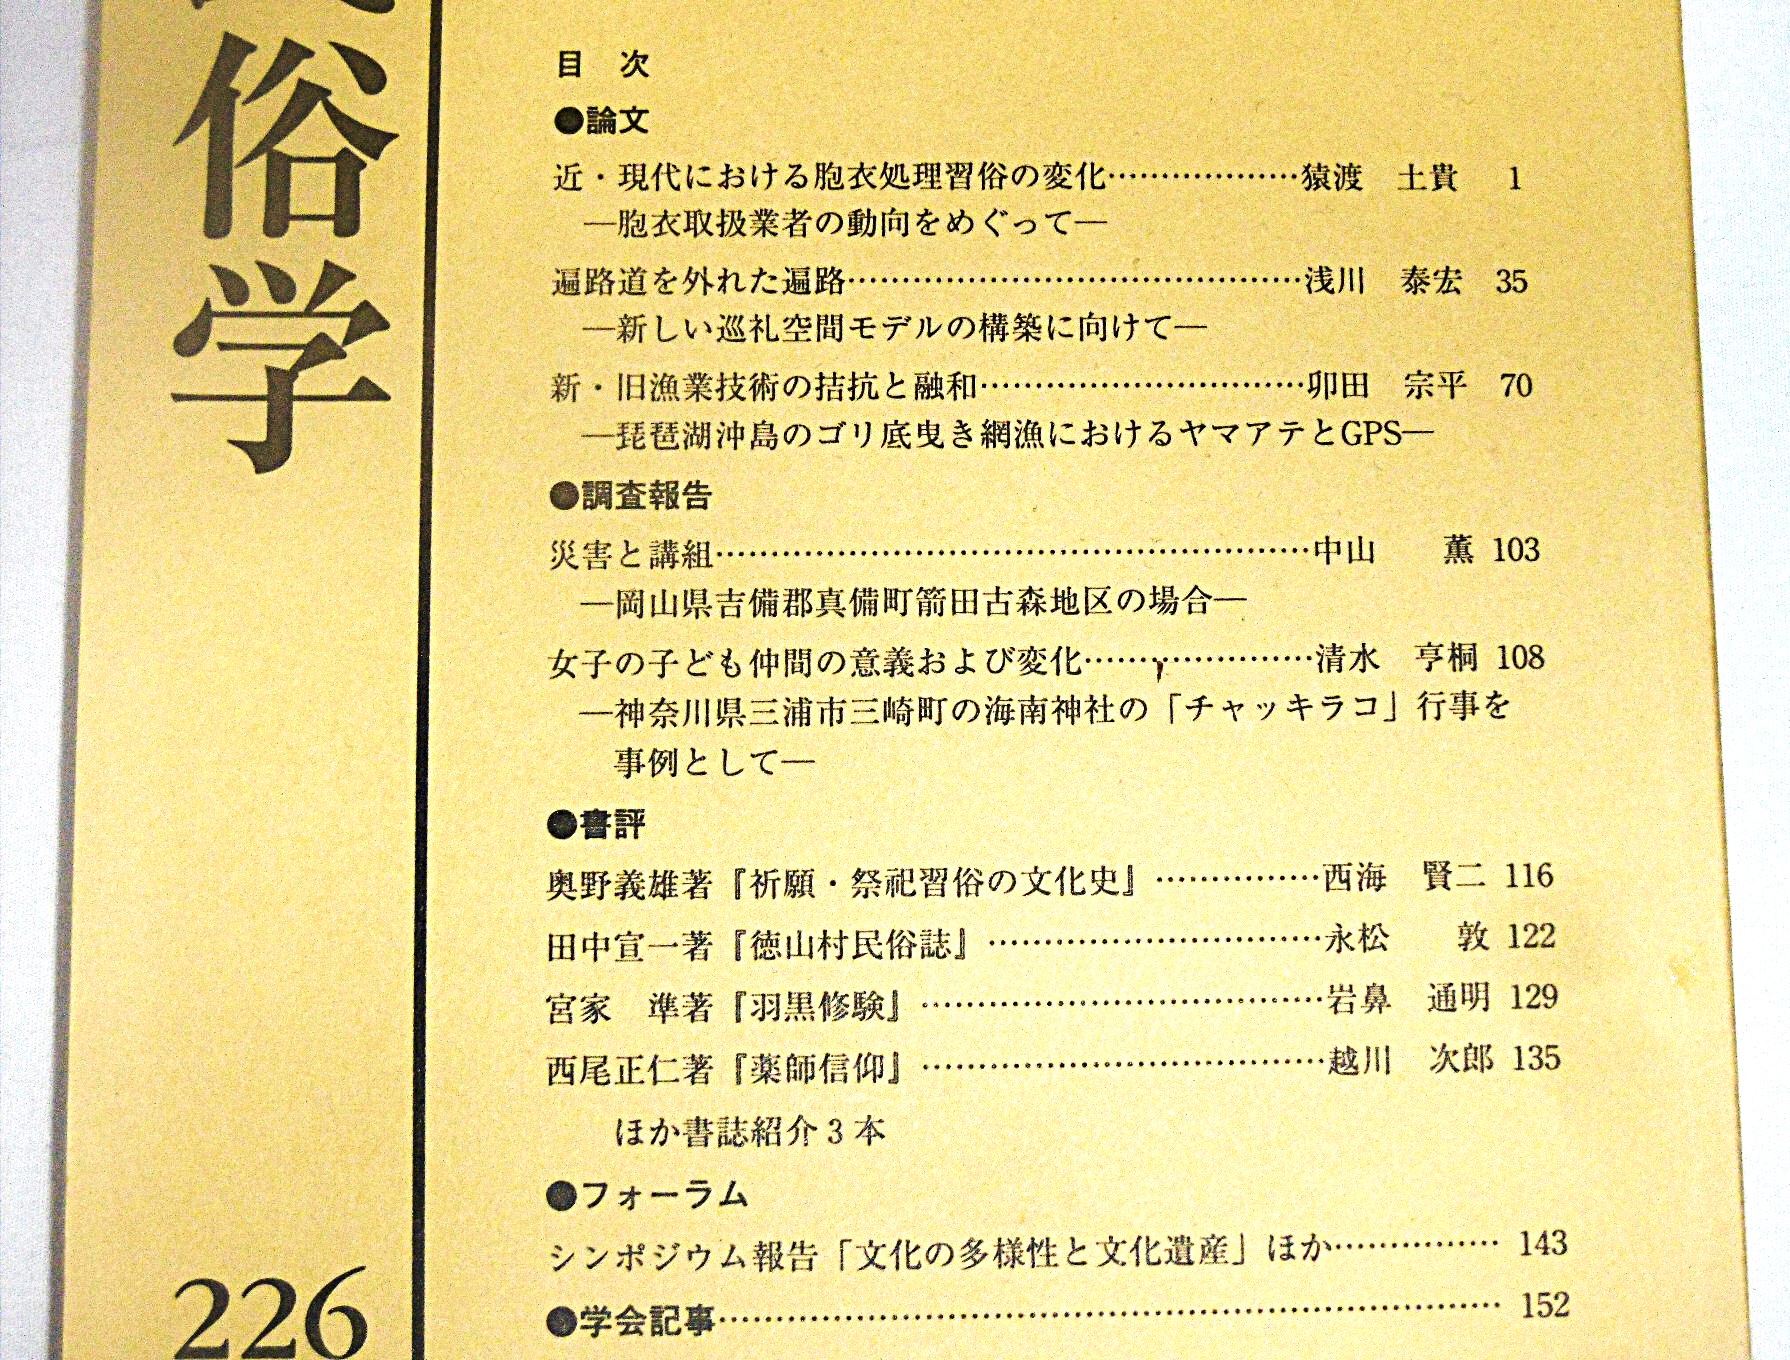 俗学
226
目 次
●論文
近・現代における胞衣処理習俗の変化………………猿渡 土貴 1
―胞衣取扱業者の動向をめぐって―
遍路道を外れた遍路……………………………………浅川 泰宏 35
―新しい巡礼空間モデルの構築に向けて―
新・旧漁業技術の拮抗と融和…………………………卯田 宗平 70
―琵琶湖沖島のゴリ底曳き網漁におけるヤマアテとGPS―
●調査報告
災害と講組………………………………………………中山 薫 103
―岡山県吉備郡真備町箭田古森地区の場合―
女子の子ども仲間の意義および変化…………………清水 亨桐 108
―神奈川県三浦市三崎町の海南神社の「チャッキラコ」行事を
事例として―
●書評
奥野義雄著『祈願・祭祀習俗の文化史』……………西海 賢二 116
田中宣一著『徳山村民俗誌』…………………………永松 敦 122
宮家 準著『羽黒修験』………………………………岩鼻 通明 129
西尾正仁著『薬師信仰』………………………………越川 次郎 135
ほか書誌紹介3本
●フォーラム
シンポジウム報告「文化の多様性と文化遺産」ほか…………… 143
●学会記事……………………………………………………………… 152